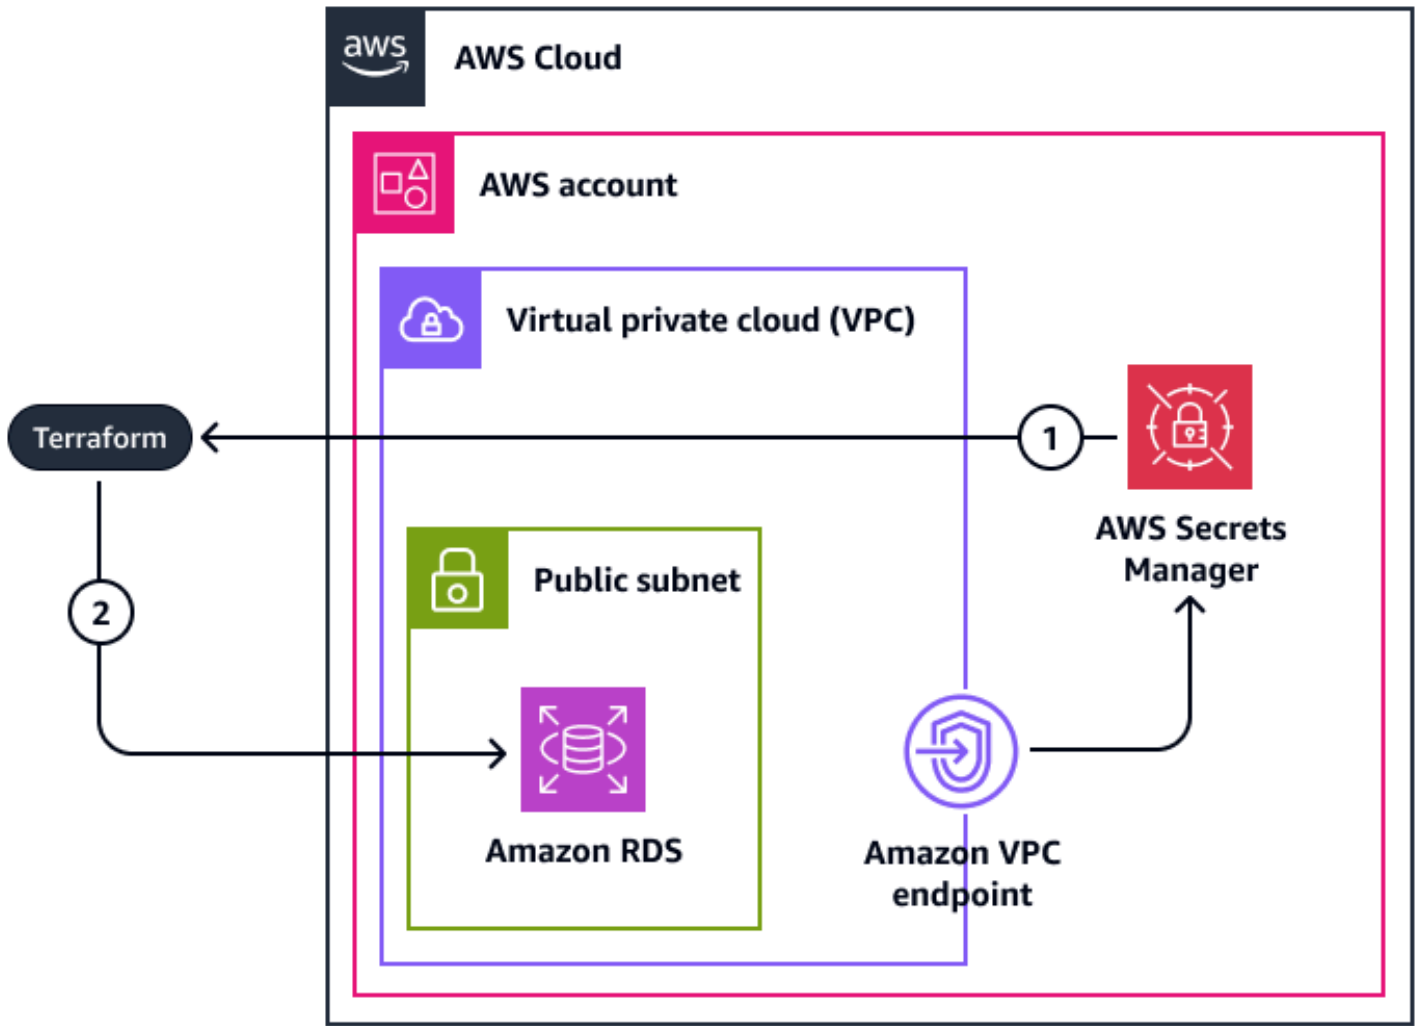 aws
AWS Cloud
AWS account
Virtual private cloud (VPC)
Terraform
1
AWS Secrets
Manager
Public subnet
2
Amazon RDS
Amazon VPC
endpoint